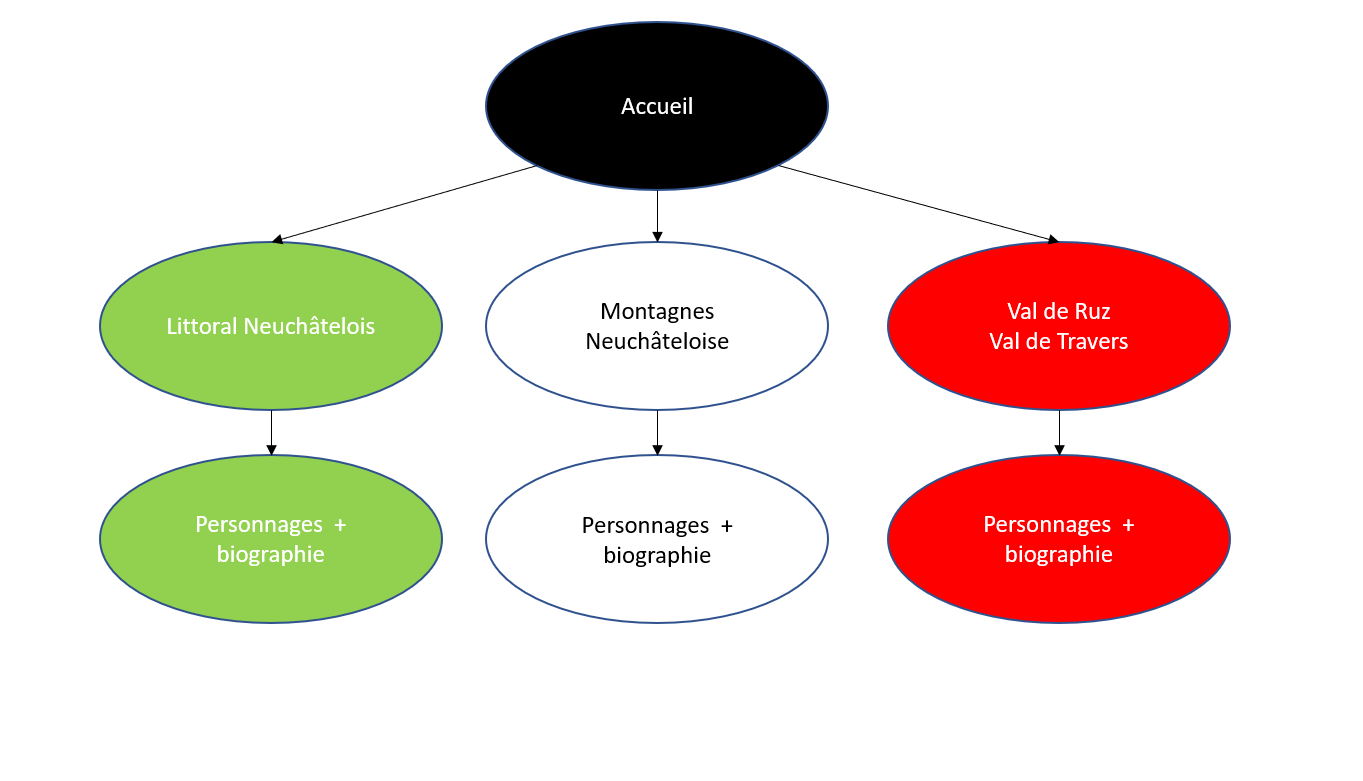 Accueil
Littoral Neuchâtelois
Montagnes
Neuchâteloise
Val de Ruz
Val de Travers
Personnages  +
biographie
Personnages  +
biographie
Personnages  +
biographie